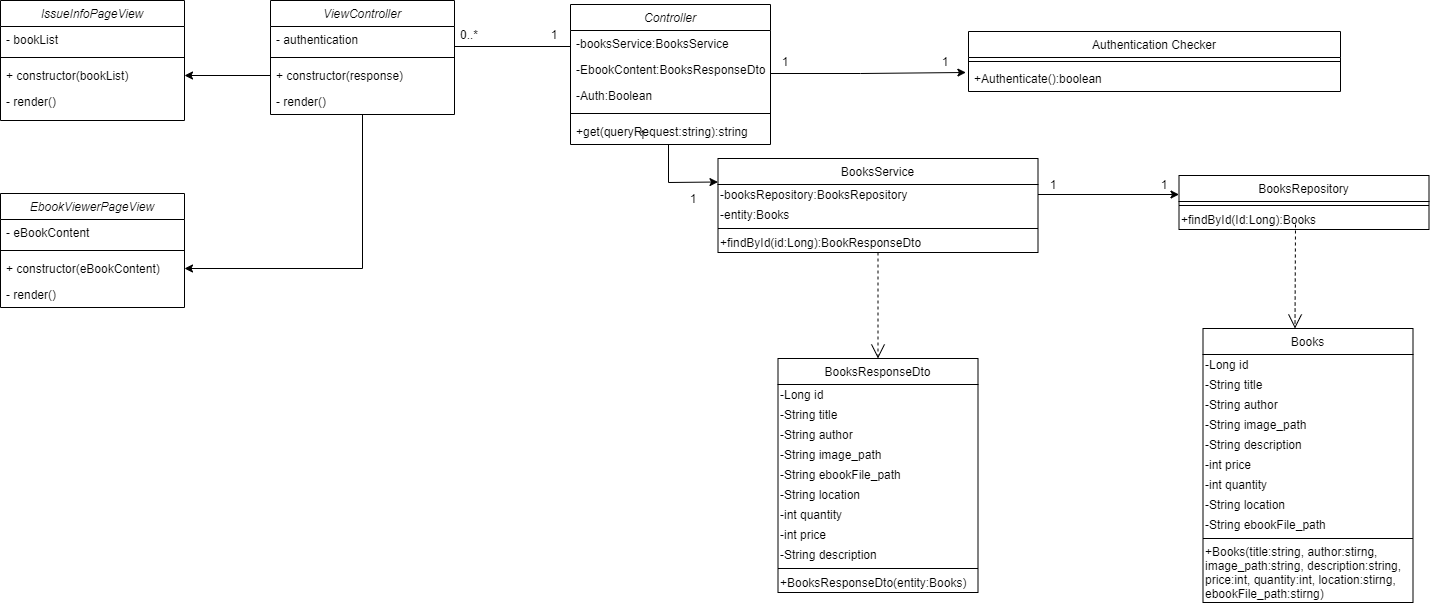 IssueInfoPageView
- bookList
+ constructor(bookList)
- render()
ViewController
- authentication
+ constructor(response)
- render()
0..*
1
Controller
-booksService:BooksService
-EbookContent:BooksResponseDto
-Auth:Boolean
+get(queryRequest:string):string
1
1
1
Authentication Checker
+Authenticate():boolean
EbookViewerPageView
- eBookContent
+ constructor(eBookContent)
- render()
1
BooksService
-booksRepository:BooksRepository
-entity:Books
+findById(id:Long):BookResponseDto
1
1
BooksRepository
+findById(Id:Long):Books
BooksResponseDto
-Long id
-String title
-String author
-String image_path
-String ebookFile_path
-String location
-int quantity
-int price
-String description
+BooksResponseDto(entity:Books)
Books
-Long id
-String title
-String author
-String image_path
-String description
-int price
-int quantity
-String location
-String ebookFile_path
+Books(title:string, author:stirng,
image_path:string, description:string,
price:int, quantity:int, location:stirng,
ebookFile_path:stirng)